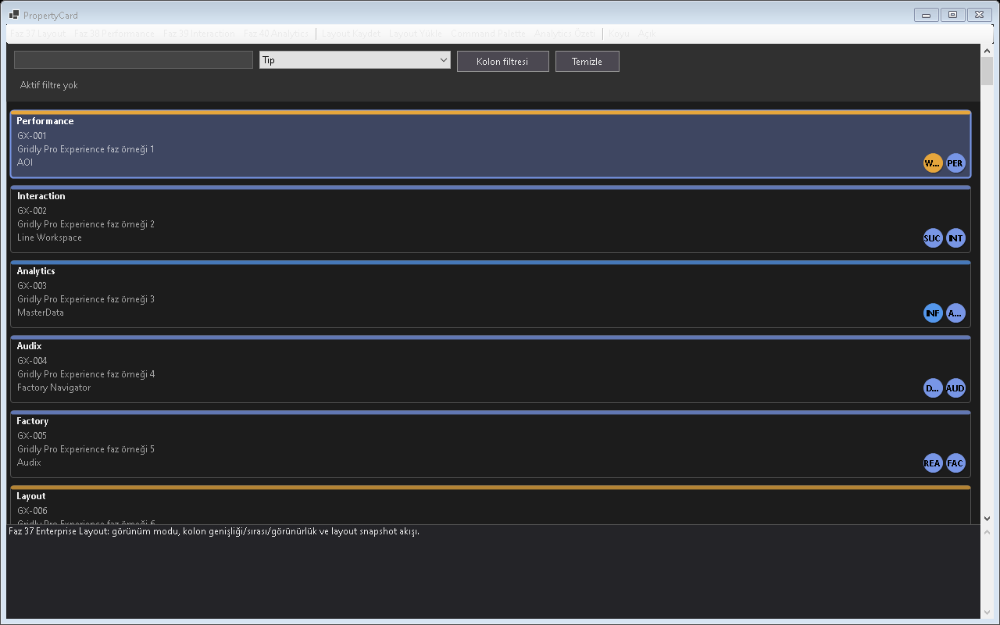 PropertyCard
Faz 37 Layout Faz 38 Performance Faz 39 Interaction Faz 40 Analytics Layout Kaydet Layout Yükle Command Palette Analytics Özeti Koyu Açık
Tip Kolon filtresi Temizle
Aktif filtre yok
Performance
GX-001
Gridly Pro Experience faz örneği 1
AOI
W... PER
Interaction
GX-002
Gridly Pro Experience faz örneği 2
Line Workspace
SUC INT
Analytics
GX-003
Gridly Pro Experience faz örneği 3
MasterData
INF A...
Audix
GX-004
Gridly Pro Experience faz örneği 4
Factory Navigator
D... AUD
Factory
GX-005
Gridly Pro Experience faz örneği 5
Audix
REA FAC
Layout
GX-006
Gridly Pro Experience faz örneği 6
Faz 37 Enterprise Layout: görünüm modu, kolon genişliği/sırası/görünürlük ve layout snapshot akışı.